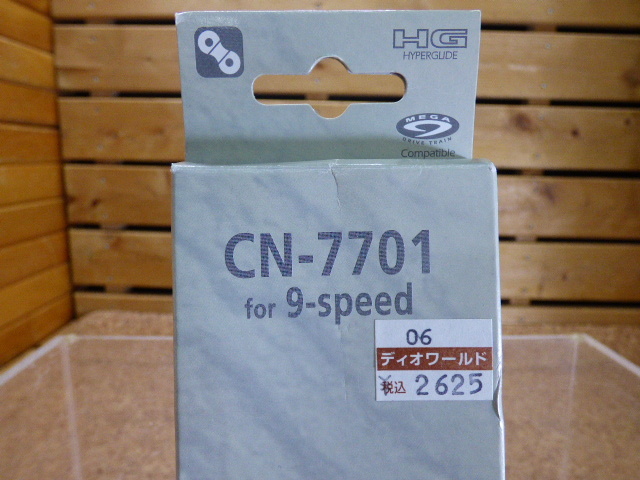 HG
HYPERGLIDE
MEGA
9
DRIVE TRAIN
Compatible
CN-7701
for 9-speed
06
ディオワールド
¥税込 2625